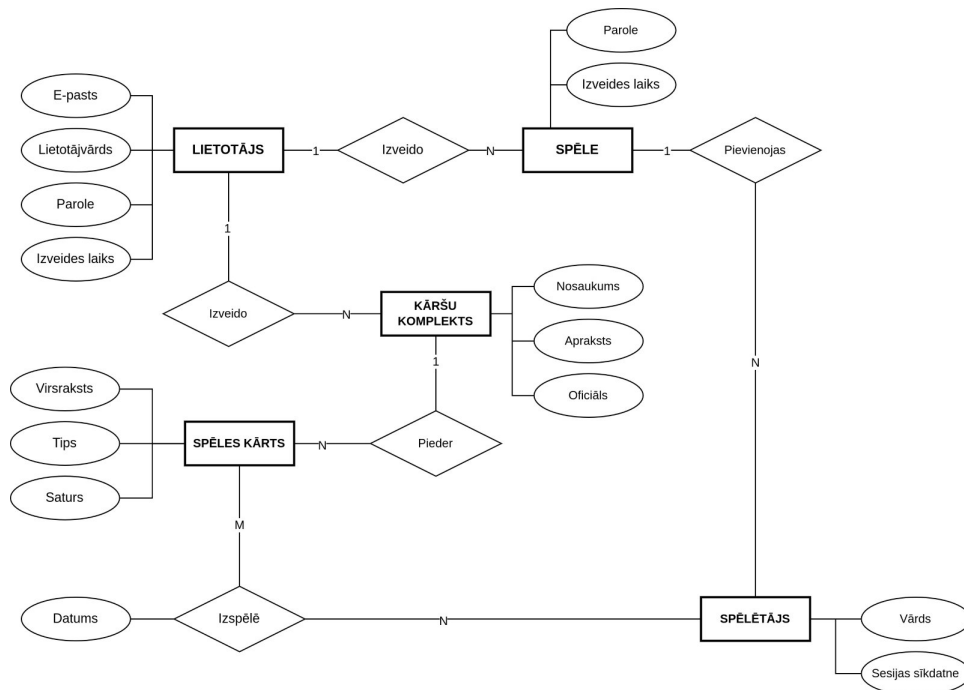 Parole
E-pasts
Izveides laiks
Lietotājvārds
LIETOTĀJS
1
Izveido
N
SPĒLE
1
Pievienojas
Parole
Izveides laiks
1
Izveido
N
KĀRŠU
KOMPLEKTS
Nosaukums
Apraksts
Oficiāls
1
N
Virsraksts
Tips
SPĒLES KĀRTS
N
Pieder
Saturs
M
Datums
Izspēlē
N
SPĒLĒTĀJS
Vārds
Sesijas sīkdatne